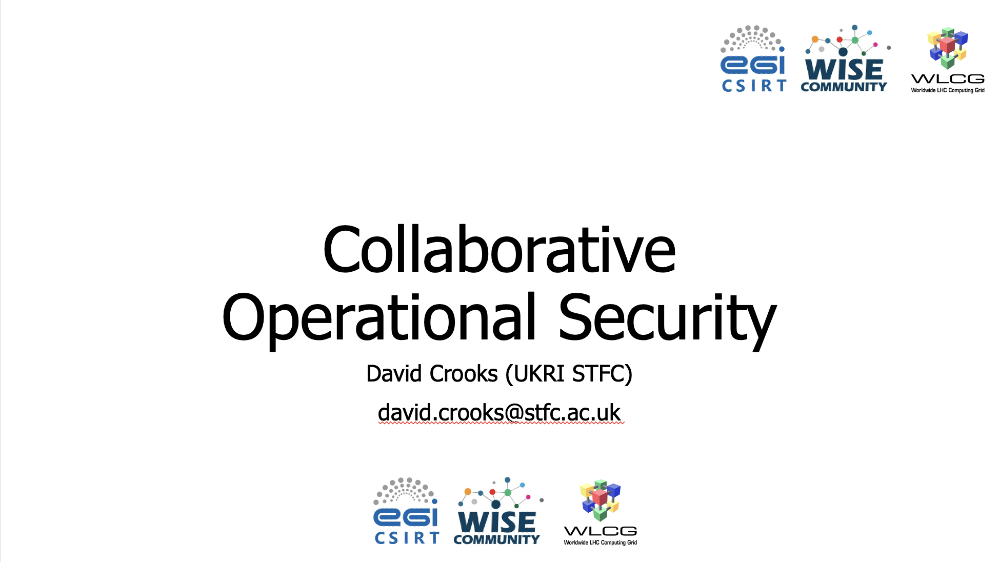 egi
CSIRT
WISE
COMMUNITY
WLCG
Worldwide LHC Computing Grid
Collaborative
Operational Security
David Crooks (UKRI STFC)
david.crooks@stfc.ac.uk
egi
CSIRT
WISE
COMMUNITY
WLCG
Worldwide LHC Computing Grid